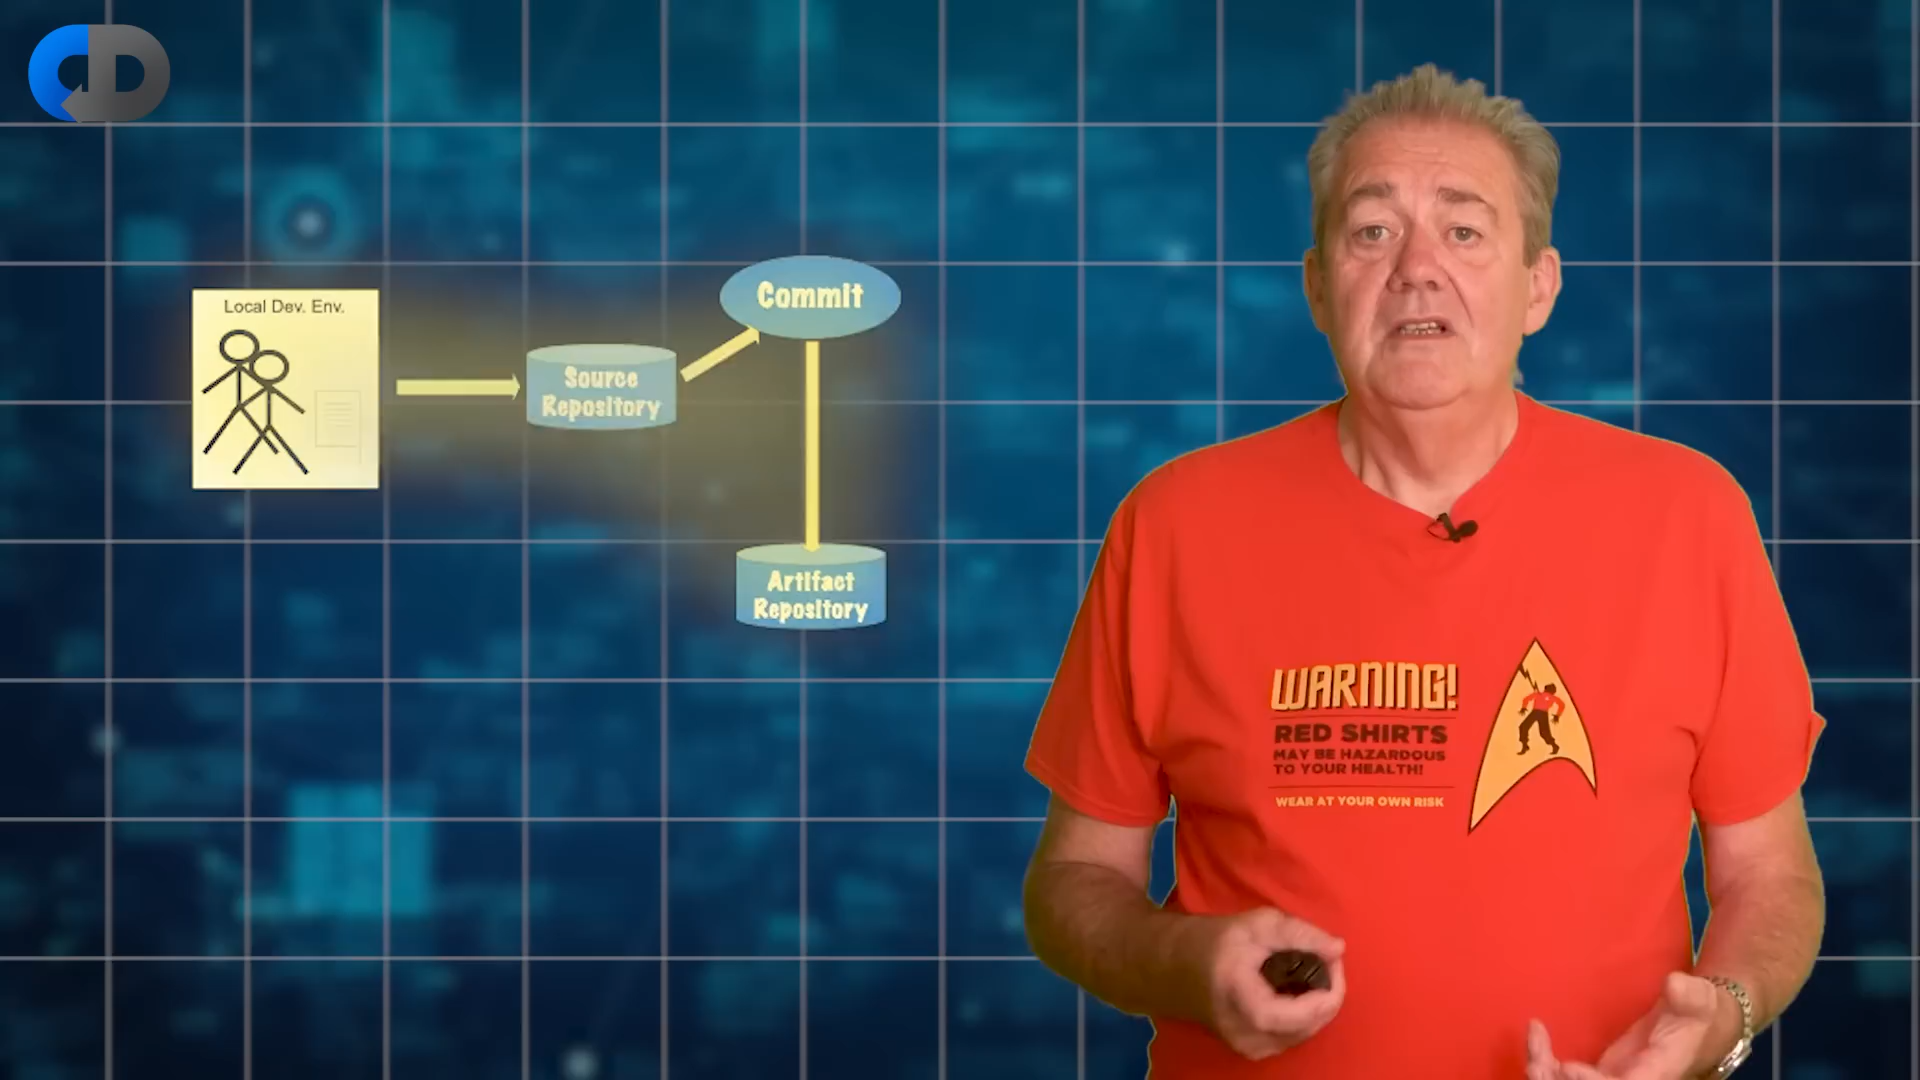 CD
Local Dev. Env.
Commit
Source
Repository
Artifact
Repository
WARNING!
RED SHIRTS
MAY BE HAZARDOUS
TO YOUR HEALTH!
WEAR AT YOUR OWN RISK